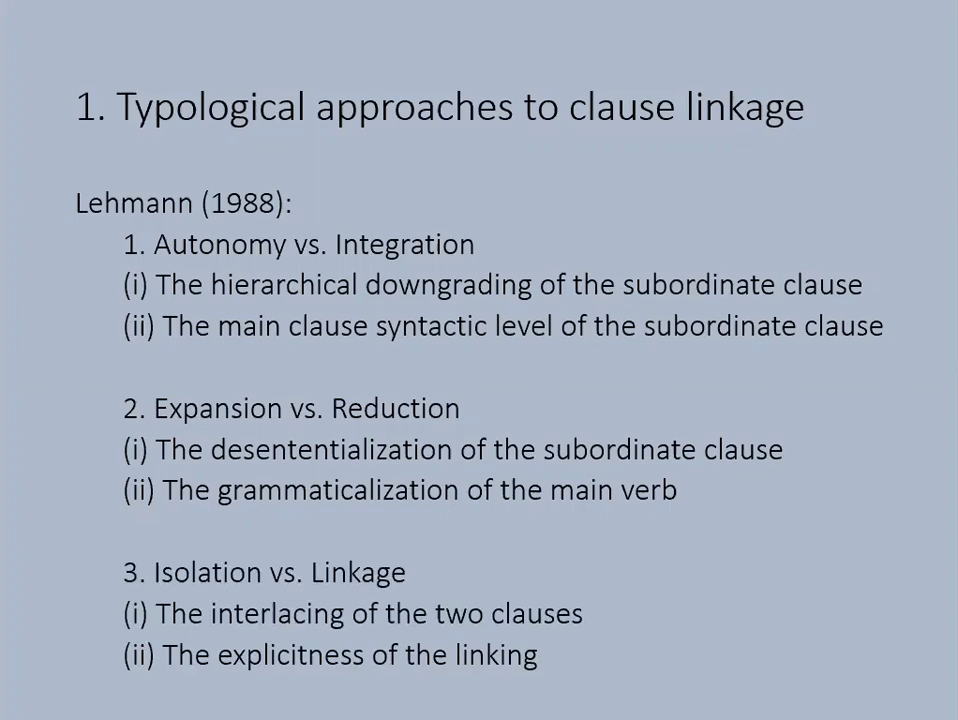 1. Typological approaches to clause linkage
Lehmann (1988):
1. Autonomy vs. Integration
(i) The hierarchical downgrading of the subordinate clause
(ii) The main clause syntactic level of the subordinate clause
2. Expansion vs. Reduction
(i) The desententialization of the subordinate clause
(ii) The grammaticalization of the main verb
3. Isolation vs. Linkage
(i) The interlacing of the two clauses
(ii) The explicitness of the linking